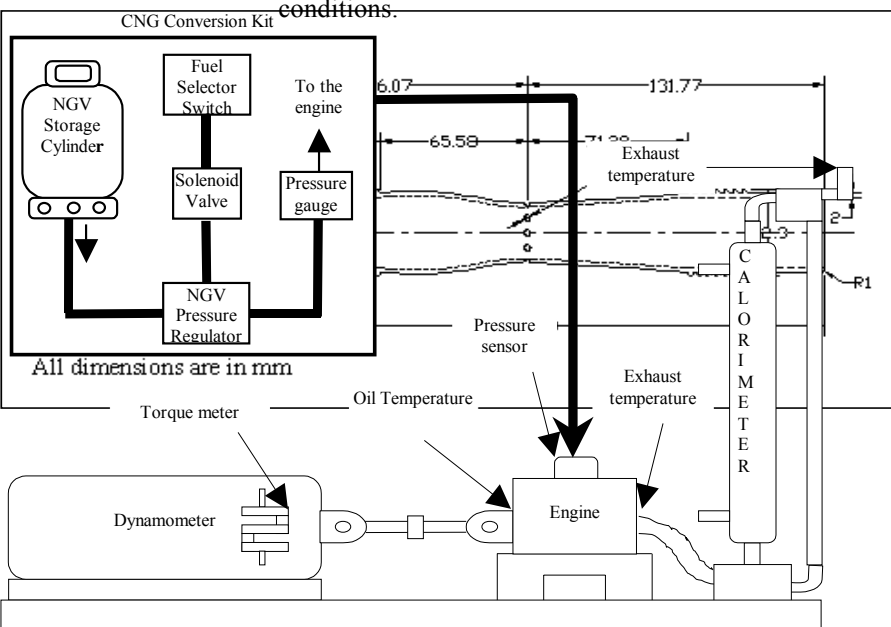 conditions.
CNG Conversion Kit
Fuel
Selector
Switch
To the
engine
NGV
Storage
Cylinder
Solenoid
Valve
Pressure
gauge
NGV
Pressure
Regulator
6.07
131.77
65.58
Exhaust
temperature
2
R1
All dimensions are in mm
Pressure
sensor
Exhaust
temperature
Oil Temperature
Torque meter
CALORIMETER
Dynamometer
Engine